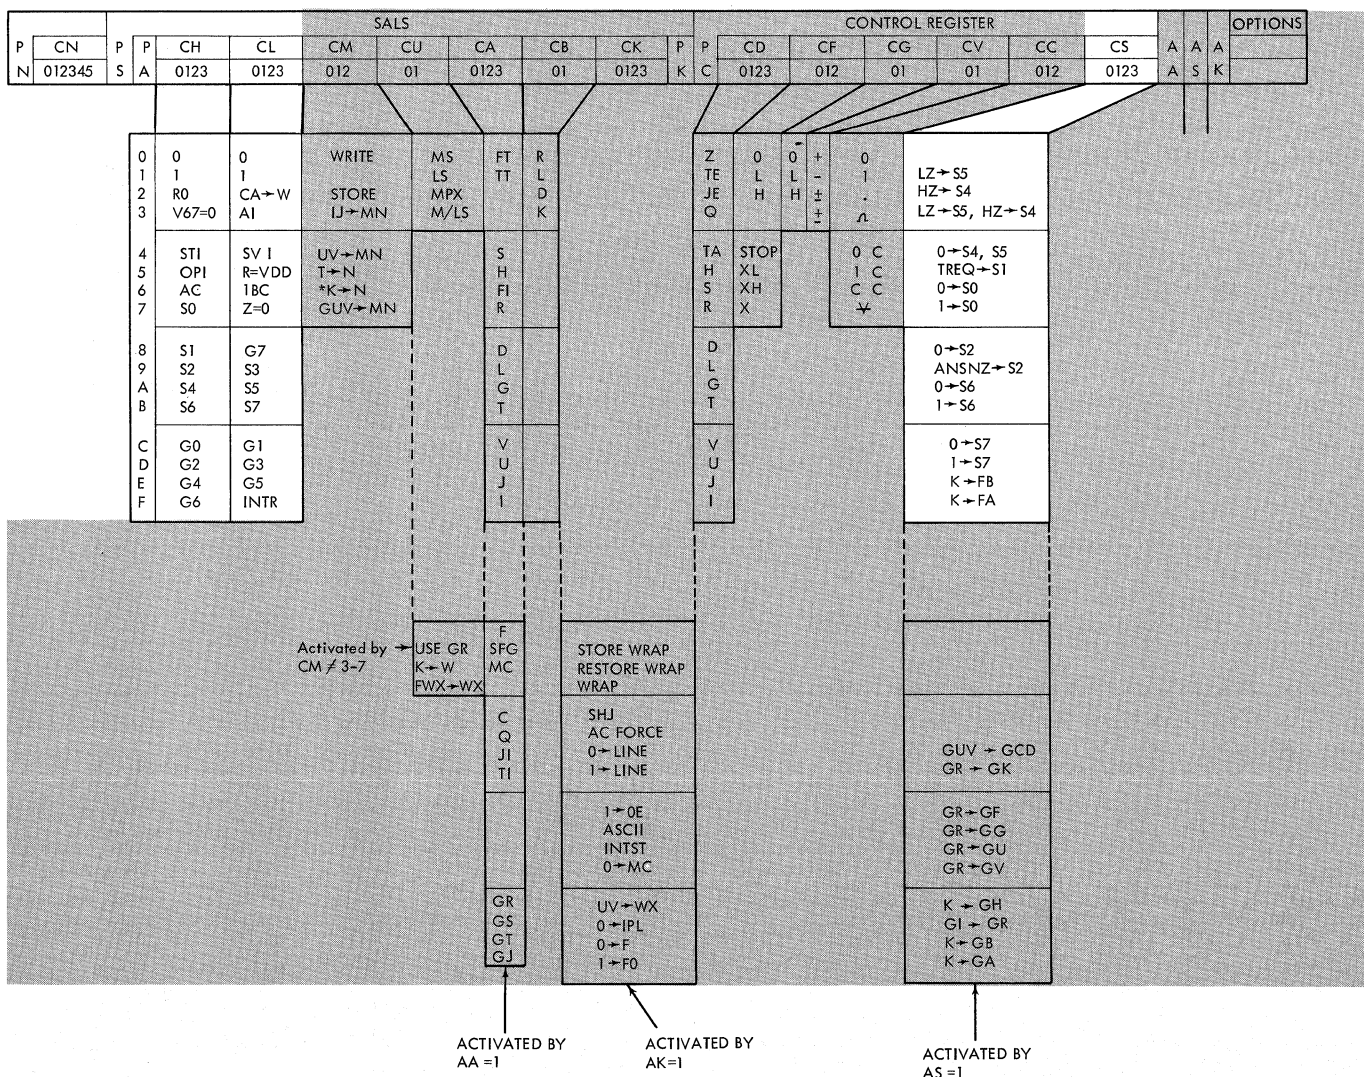 SALS CONTROL REGISTER OPTIONS
P CN P P CH CL CM CU CA CB CK P P CD CF CG CV CC CS A A A
N 012345 S A 0123 0123 012 01 0123 01 0123 K C 0123 012 01 01 012 0123 A S K
0 0 0 WRITE MS FT R Z 0 0 + 0
1 1 1 LS TT L TE L L - 1 LZ→S5
2 R0 CA→W STORE MPX D JE H H ± . HZ→S4
3 V67=0 AI IJ→MN M/LS K Q ± LZ→S5, HZ→S4
4 STI SV I UV→MN S TA STOP 0 C 0→S4, S5
5 OPI R=VDD T→N H H XL 1 C TREQ→S1
6 AC 1BC *K→N FI S XH C C 0→S0
7 S0 Z=0 GUV→MN R R X ⩝ 1→S0
8 S1 G7 D D 0→S2
9 S2 S3 L L ANSNZ→S2
A S4 S5 G G 0→S6
B S6 S7 T T 1→S6
C G0 G1 V V 0→S7
D G2 G3 U U 1→S7
E G4 G5 J J K→FB
F G6 INTR I I K→FA
F
Activated by USE GR SFG STORE WRAP
CM ≠ 3-7 K→W MC RESTORE WRAP
FWX→WX WRAP
C SHJ
Q AC FORCE
JI 0→LINE GUV → GCD
TI 1→LINE GR → GK
1→0E GR→GF
ASCII GR→GG
INTST GR→GU
0→MC GR→GV
GR UV→WX K → GH
GS 0→IPL GI → GR
GT 0→F K→GB
GJ 1→F0 K→GA
ACTIVATED BY
AA =1
ACTIVATED BY
AK=1
ACTIVATED BY
AS =1